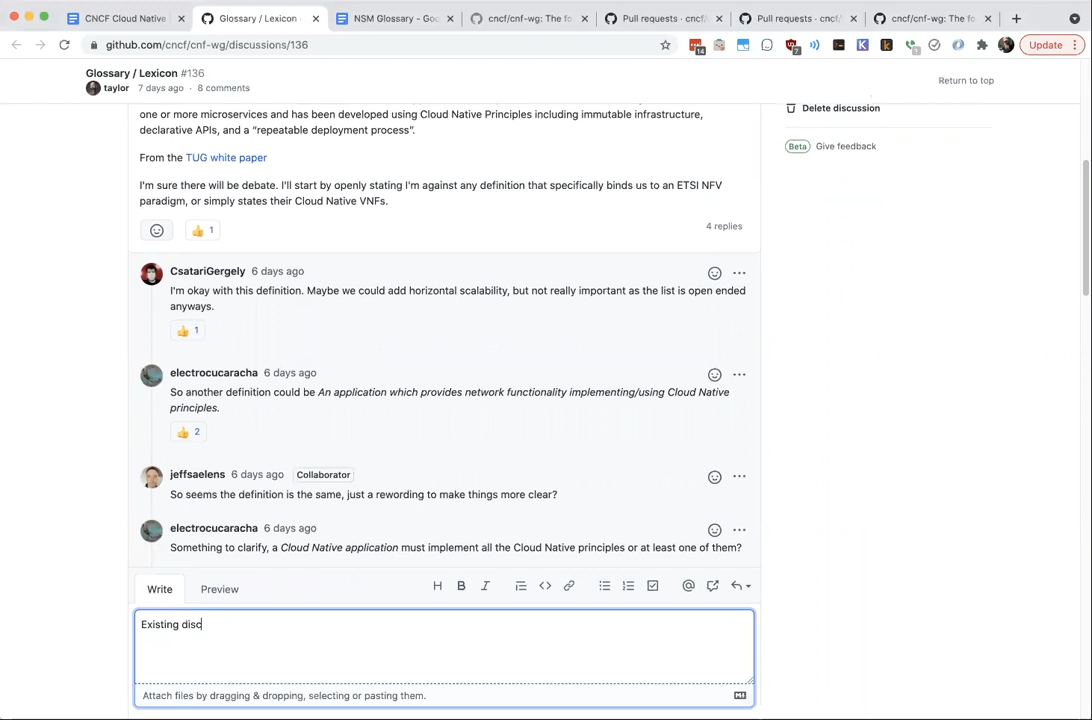 CNCF Cloud Native
Glossary / Lexicon
NSM Glossary - Goo
cncf/cnf-wg: The fo
Pull requests · cncf/
Pull requests · cncf/
cncf/cnf-wg: The fo
github.com/cncf/cnf-wg/discussions/136
14
7
Update
Glossary / Lexicon #136
taylor 7 days ago · 8 comments
Return to top
one or more microservices and has been developed using Cloud Native Principles including immutable infrastructure,
declarative APIs, and a “repeatable deployment process”.
From the TUG white paper
I'm sure there will be debate. I'll start by openly stating I'm against any definition that specifically binds us to an ETSI NFV
paradigm, or simply states their Cloud Native VNFs.
👍 1
4 replies
Delete discussion
Beta Give feedback
CsatariGergely 6 days ago
I'm okay with this definition. Maybe we could add horizontal scalability, but not really important as the list is open ended
anyways.
👍 1
electrocucaracha 6 days ago
So another definition could be An application which provides network functionality implementing/using Cloud Native
principles.
👍 2
jeffsaelens 6 days ago Collaborator
So seems the definition is the same, just a rewording to make things more clear?
electrocucaracha 6 days ago
Something to clarify, a Cloud Native application must implement all the Cloud Native principles or at least one of them?
Write Preview
Existing disc
Attach files by dragging & dropping, selecting or pasting them.